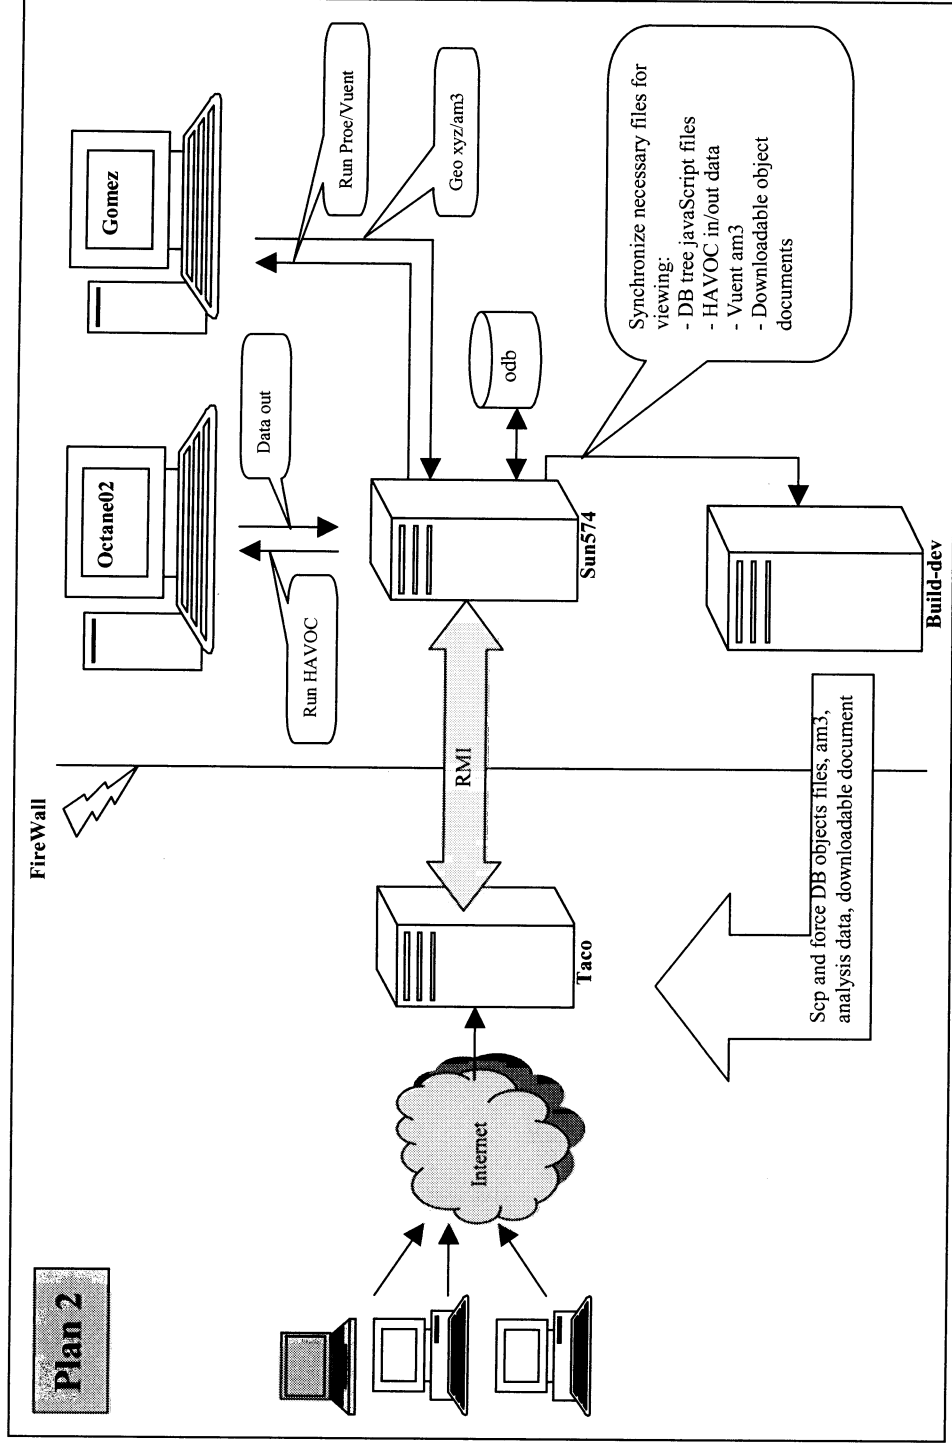 Plan 2
FireWall
Octane02
Gomez
Run HAVOC
Data out
Run Proe/Vuent
Geo xyz/am3
Internet
Taco
RMI
Sun574
odb
Synchronize necessary files for
viewing:
- DB tree javaScript files
- HAVOC in/out data
- Vuent am3
- Downloadable object
documents
Build-dev
Scp and force DB objects files, am3,
analysis data, downloadable document